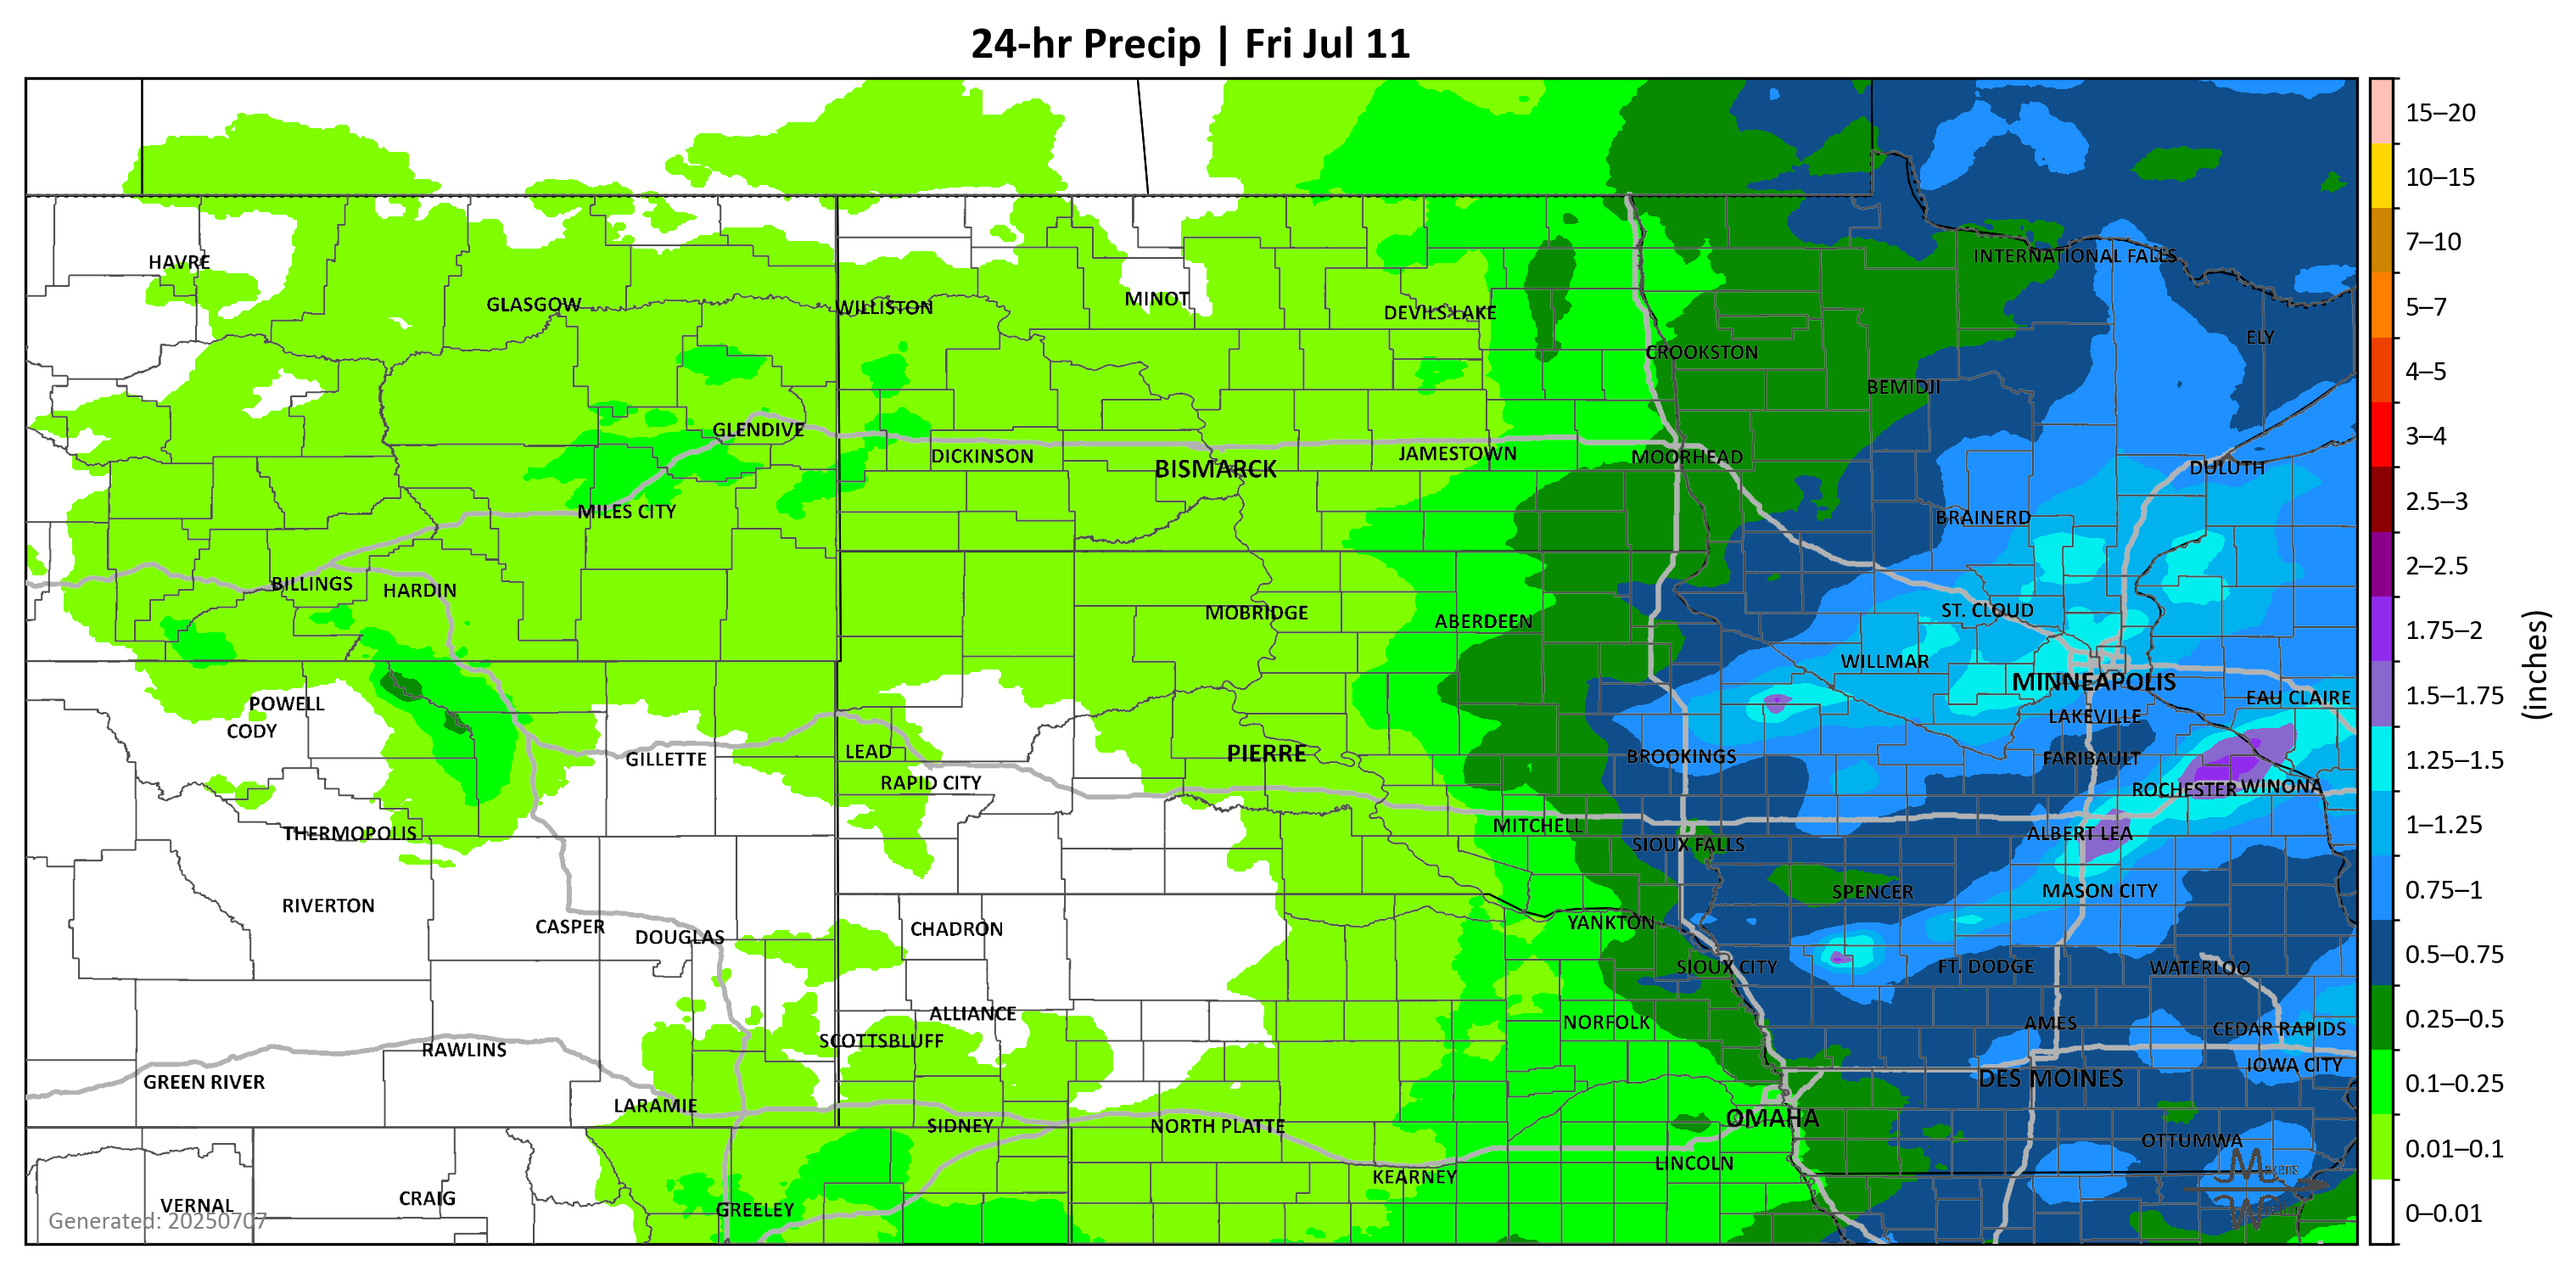 24-hr Precip | Fri Jul 11
15–20
10–15
7–10
5–7
4–5
3–4
2.5–3
2–2.5
1.75–2
1.5–1.75
1.25–1.5
1–1.25
0.75–1
0.5–0.75
0.25–0.5
0.1–0.25
0.01–0.1
0–0.01
(inches)
HAVRE
INTERNATIONAL FALLS
GLASGOW
WILLISTON
MINOT
DEVILS LAKE
ELY
CROOKSTON
BEMIDJI
GLENDIVE
DICKINSON
BISMARCK
JAMESTOWN
MOORHEAD
DULUTH
MILES CITY
BRAINERD
BILLINGS
HARDIN
MOBRIDGE
ABERDEEN
ST. CLOUD
WILLMAR
MINNEAPOLIS
EAU CLAIRE
POWELL
CODY
LAKEVILLE
GILLETTE
LEAD
PIERRE
BROOKINGS
FARIBAULT
RAPID CITY
ROCHESTER
WINONA
THERMOPOLIS
MITCHELL
SIOUX FALLS
ALBERT LEA
RIVERTON
SPENCER
MASON CITY
CASPER
DOUGLAS
CHADRON
YANKTON
SIOUX CITY
FT. DODGE
WATERLOO
ALLIANCE
NORFOLK
AMES
CEDAR RAPIDS
RAWLINS
SCOTTSBLUFF
IOWA CITY
GREEN RIVER
DES MOINES
LARAMIE
SIDNEY
NORTH PLATTE
OMAHA
OTTUMWA
KEARNEY
LINCOLN
VERNAL
CRAIG
GREELEY
Generated: 20250707